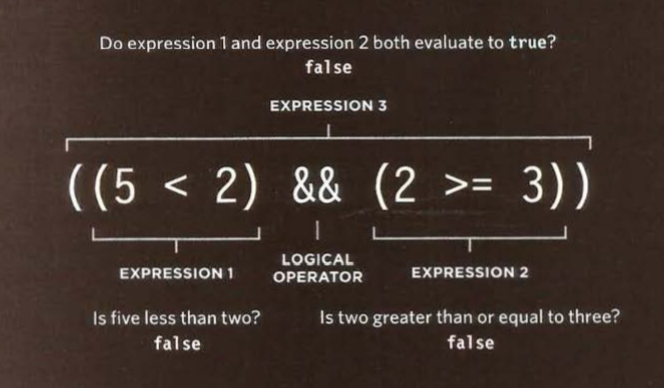 Do expression 1 and expression 2 both evaluate to true?
false
EXPRESSION 3
((5 < 2) && (2 >= 3))
EXPRESSION 1
LOGICAL
OPERATOR
EXPRESSION 2
Is five less than two?
false
Is two greater than or equal to three?
false